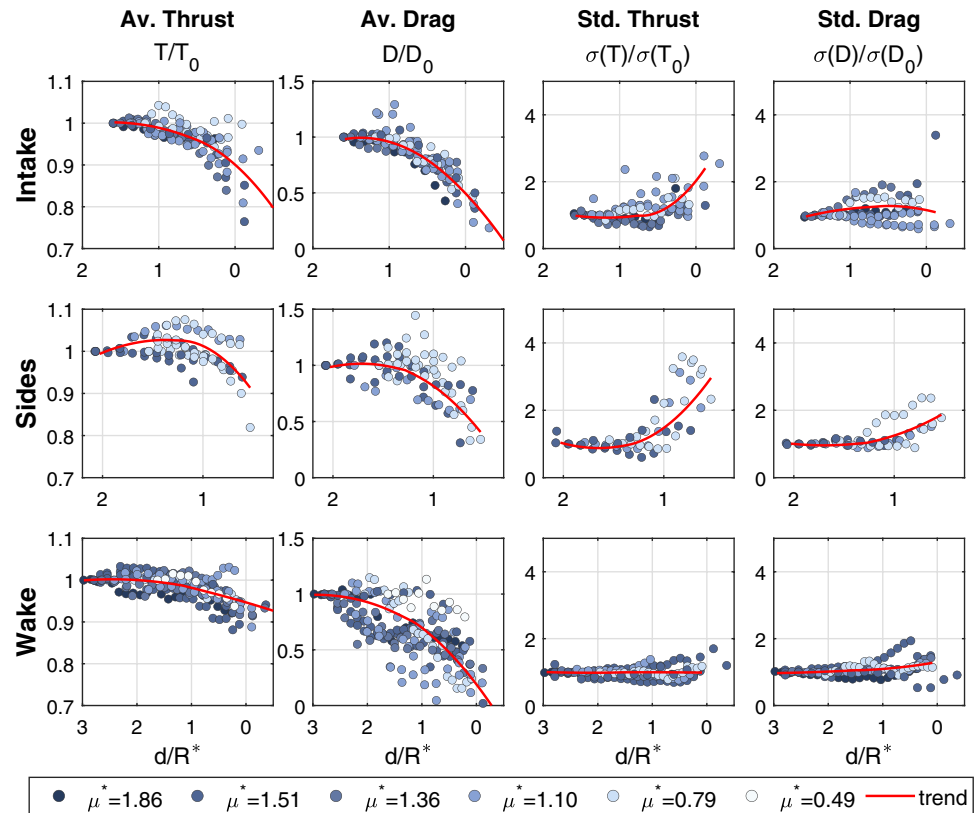 Av. Thrust Av. Drag Std. Thrust Std. Drag
T/T0 D/D0 σ(T)/σ(T0) σ(D)/σ(D0)
Intake
1.1 1 0.9 0.8 0.7
2 1 0
1.5 1 0.5 0
2 1 0
4 2 0
2 1 0
4 2 0
2 1 0
Sides
1.1 1 0.9 0.8 0.7
2 1
1.5 1 0.5 0
2 1
4 2 0
2 1
4 2 0
2 1
Wake
1.1 1 0.9 0.8 0.7
3 2 1 0
1.5 1 0.5 0
3 2 1 0
4 2 0
3 2 1 0
4 2 0
3 2 1 0
d/R* d/R* d/R* d/R*
μ*=1.86 μ*=1.51 μ*=1.36 μ*=1.10 μ*=0.79 μ*=0.49 trend